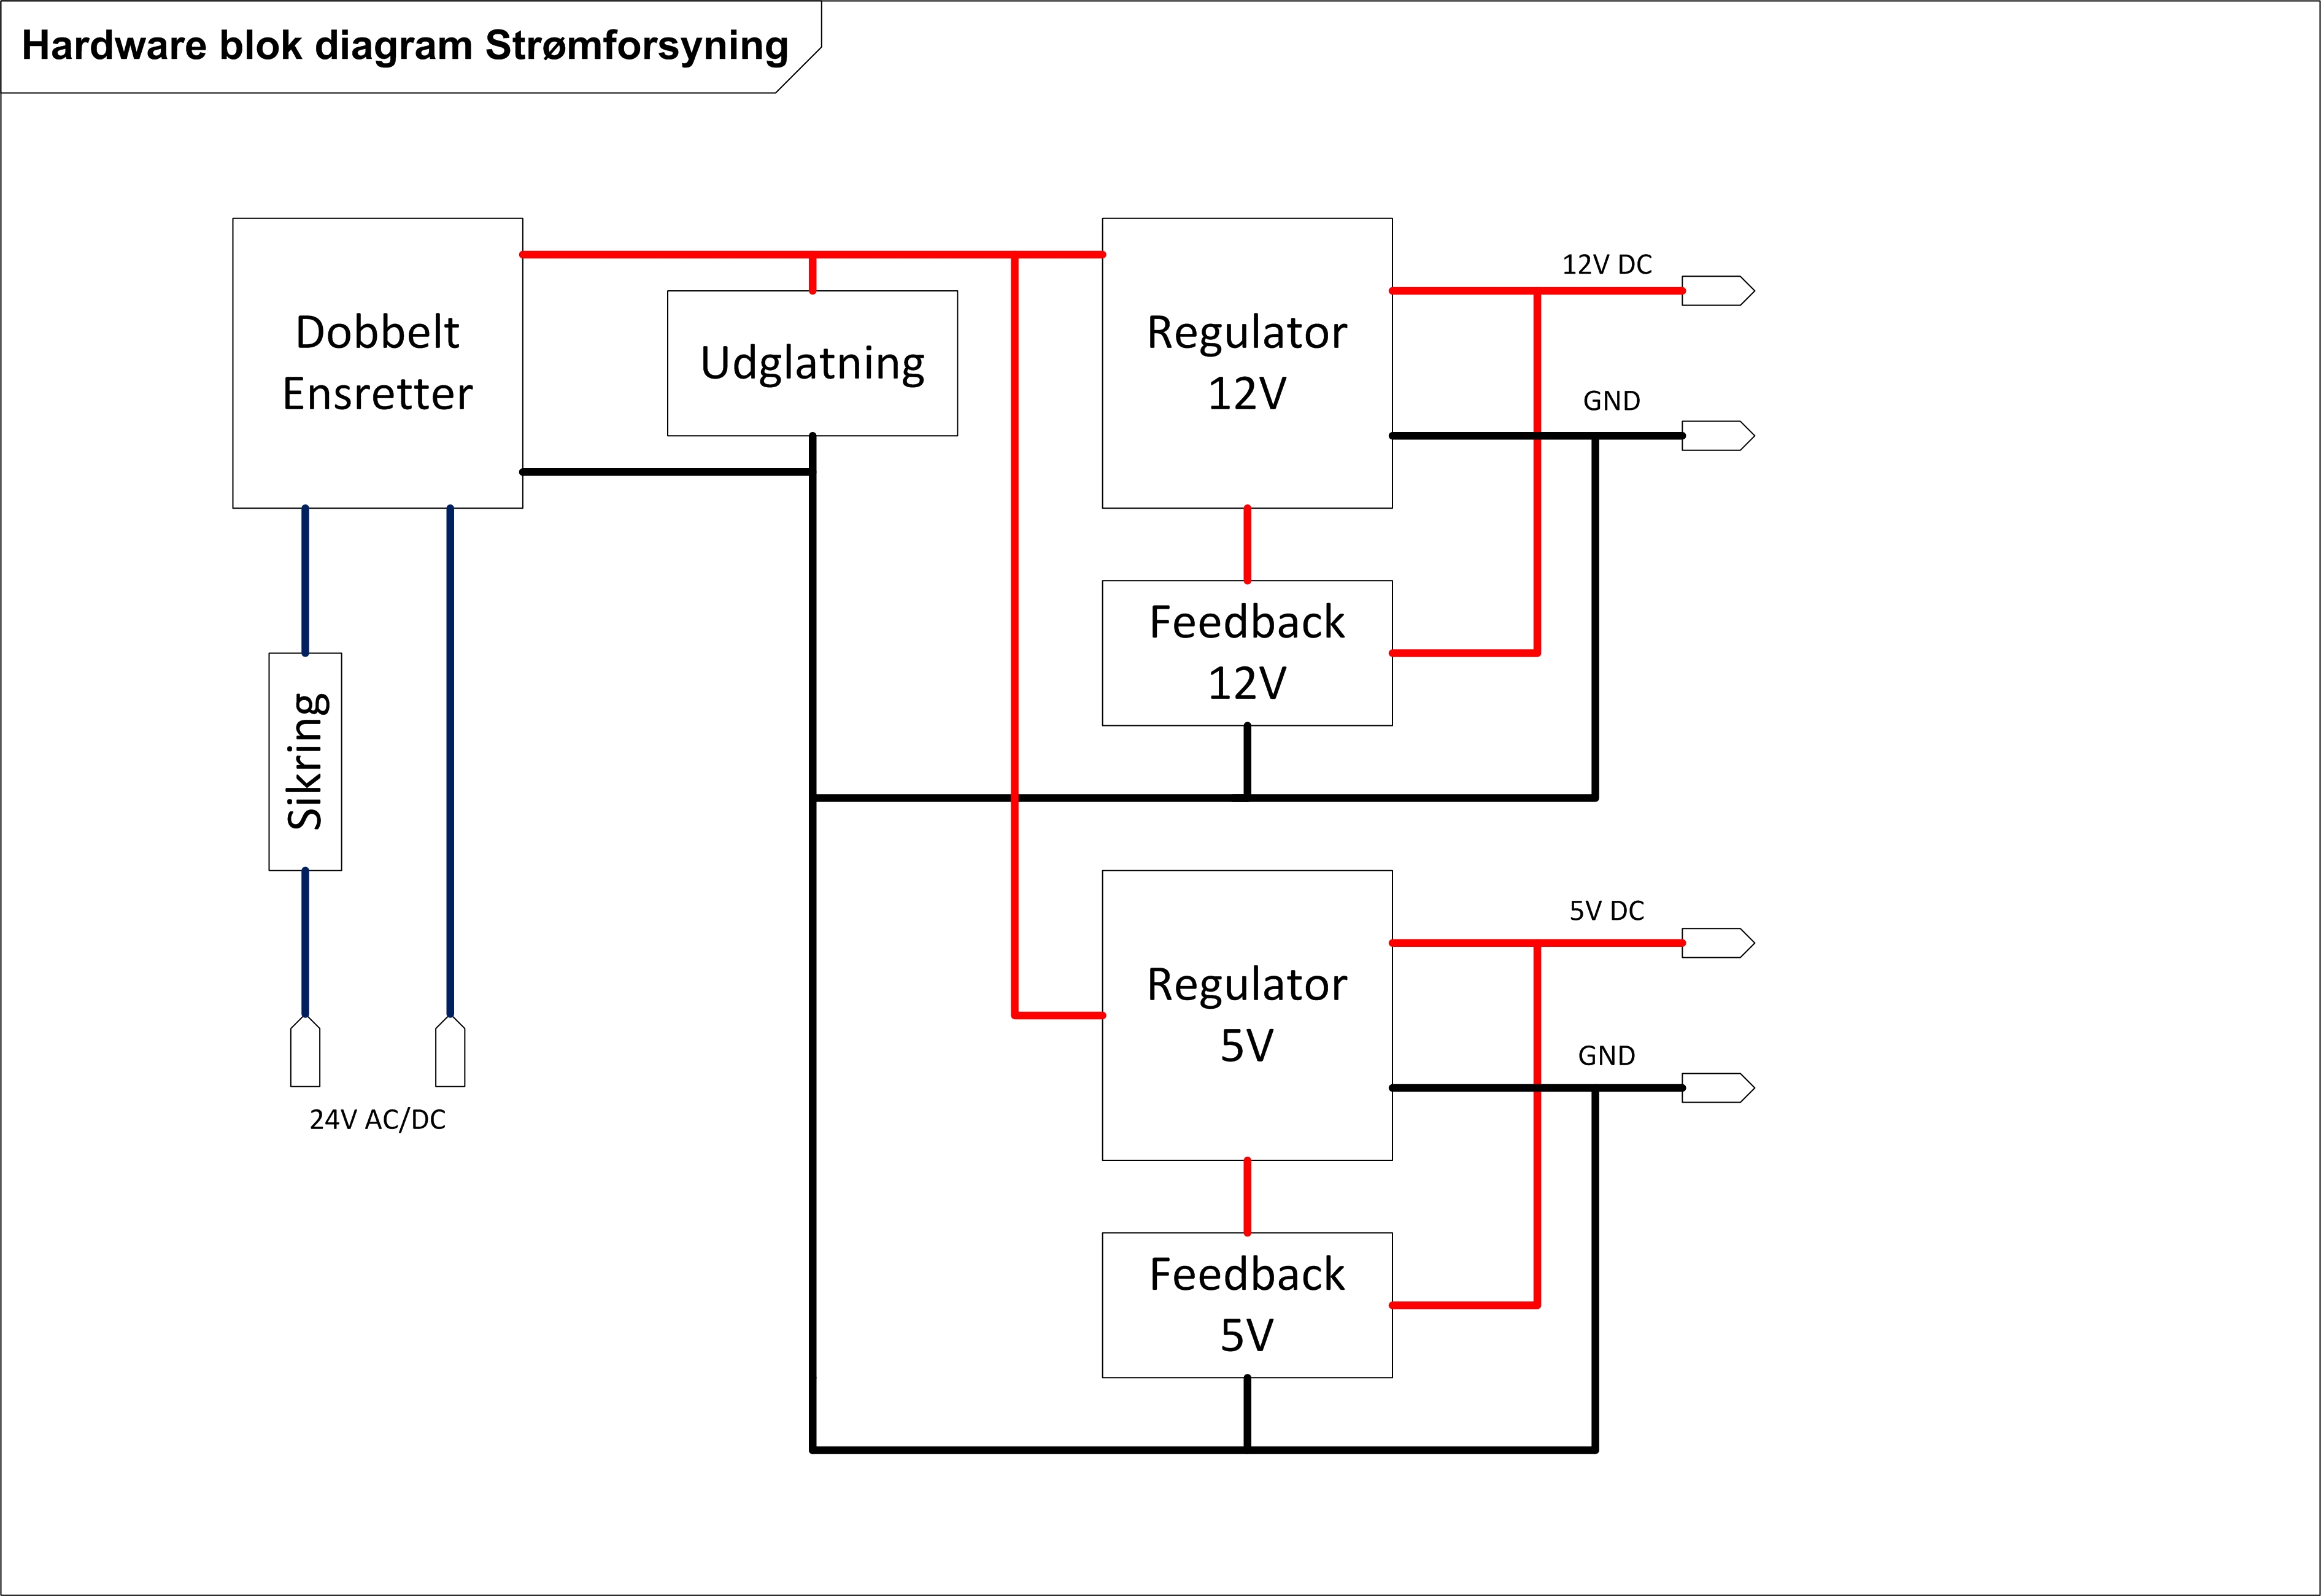 Hardware blok diagram Strømforsyning
Dobbelt
Ensretter
Udglatning
Regulator
12V
12V DC
GND
Feedback
12V
Sikring
24V AC/DC
Regulator
5V
5V DC
GND
Feedback
5V